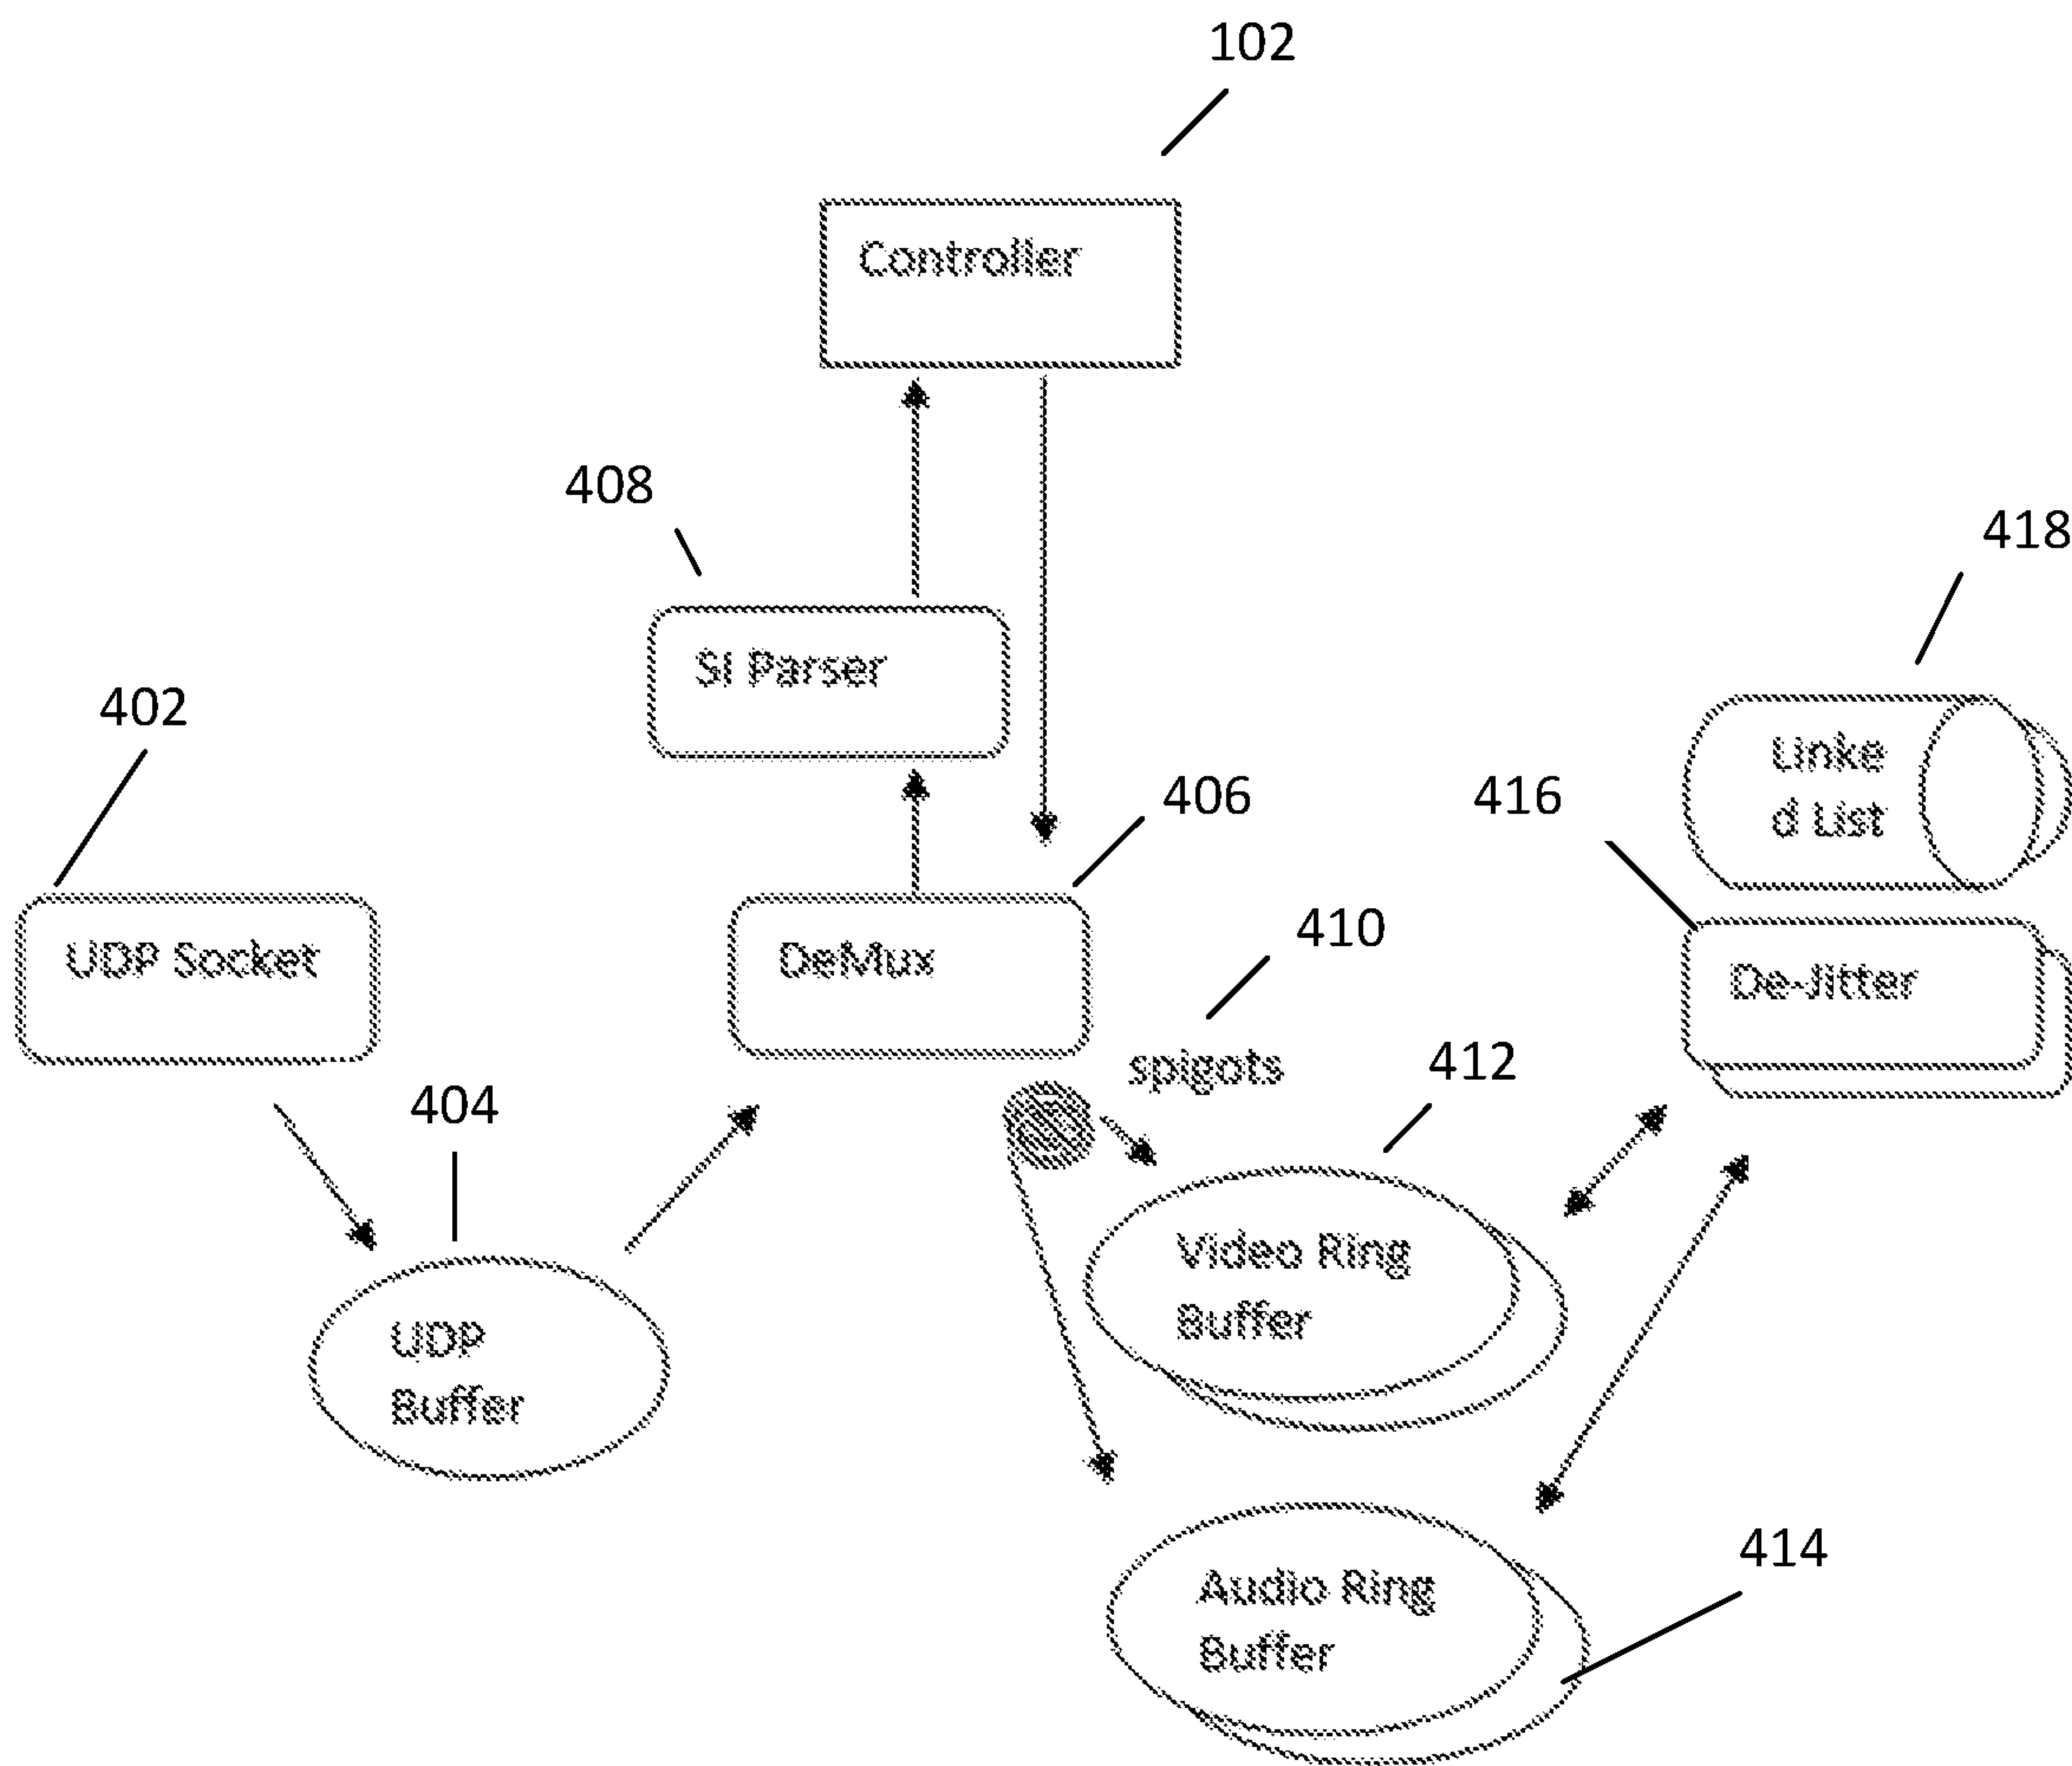 102
Controller
408
418
SI Parser
402
Linke
d List
406
416
410
UDP Socket
DeMux
De-Jitter
spigots
412
404
Video Ring
Buffer
UDP
Buffer
414
Audio Ring
Buffer